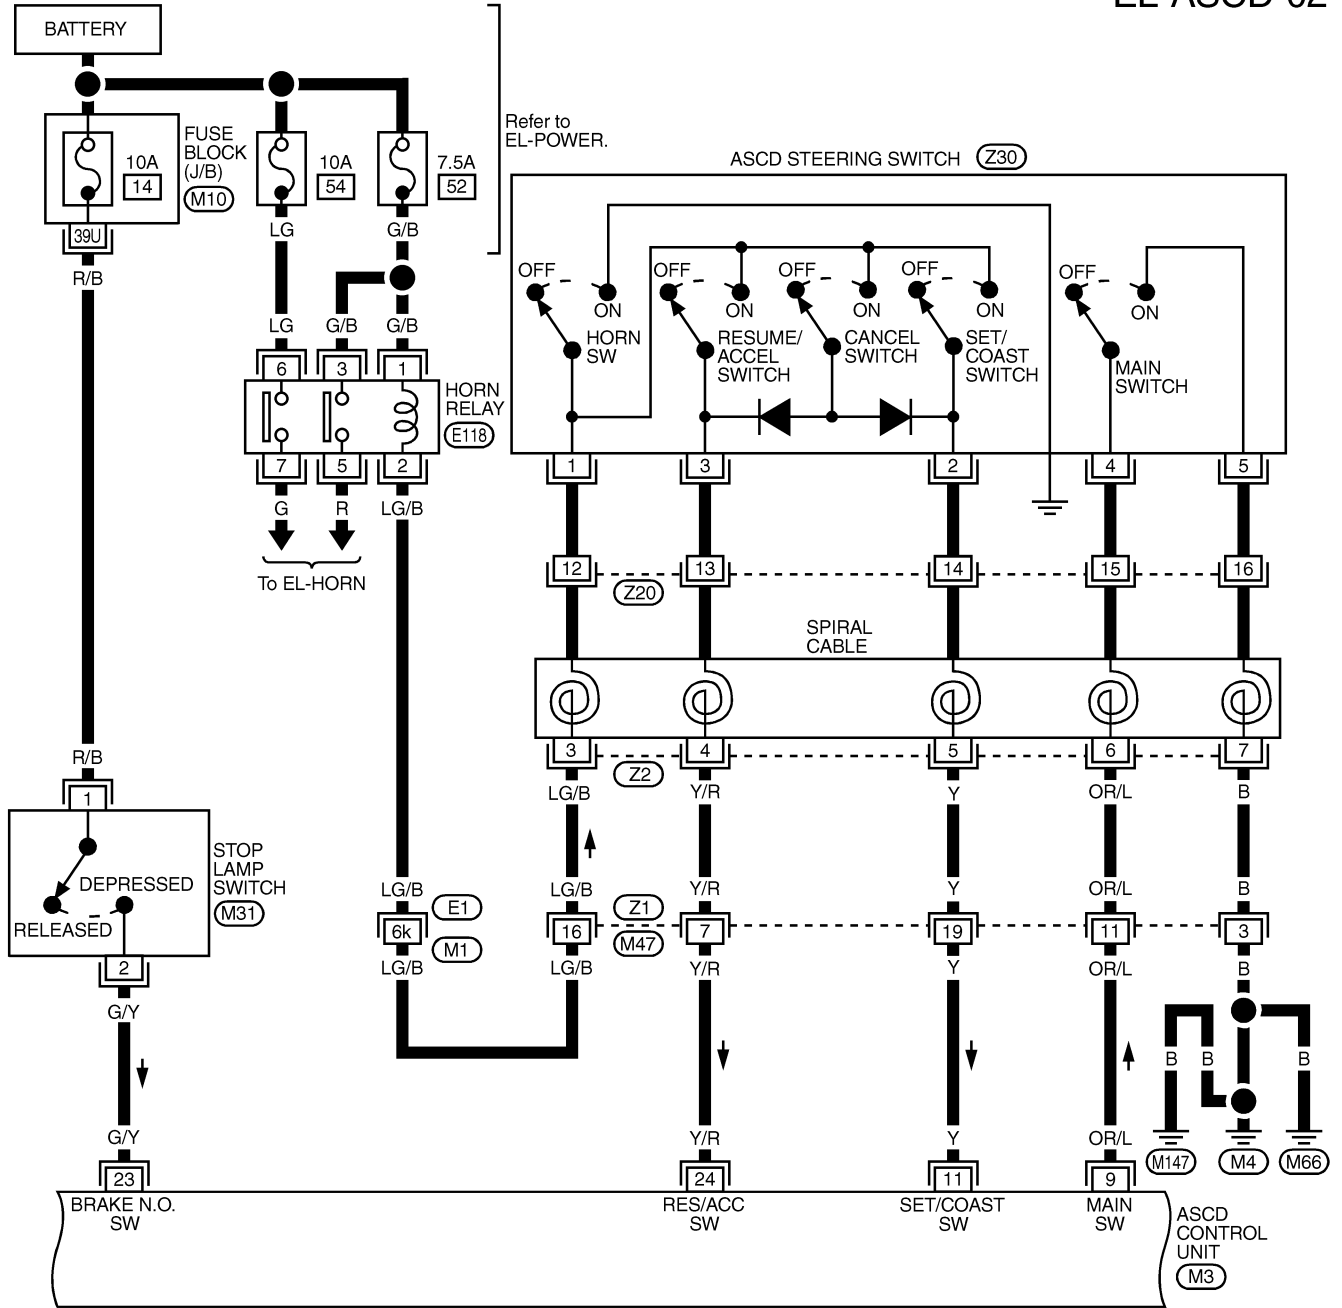 BATTERY
FUSE
BLOCK
(J/B)
M10
10A
14
10A
54
7.5A
52
Refer to
EL-POWER.
39U
R/B
LG
G/B
LG
G/B
G/B
6
3
1
HORN
RELAY
E118
7
5
2
G
R
LG/B
To EL-HORN
ASCD STEERING SWITCH
Z30
OFF
ON
HORN
SW
OFF
ON
RESUME/
ACCEL
SWITCH
OFF
ON
CANCEL
SWITCH
OFF
ON
SET/
COAST
SWITCH
OFF
ON
MAIN
SWITCH
1
3
2
4
5
12
13
14
15
16
Z20
SPIRAL
CABLE
3
4
5
6
7
Z2
LG/B
Y/R
Y
OR/L
B
R/B
1
STOP
LAMP
SWITCH
M31
DEPRESSED
RELEASED
2
G/Y
LG/B
E1
6k
M1
LG/B
LG/B
Y/R
Y
OR/L
B
Z1
16
7
19
11
3
M47
LG/B
Y/R
Y
OR/L
B
B
B
B
M147
M4
M66
G/Y
Y/R
Y
OR/L
23
24
11
9
BRAKE N.O.
SW
RES/ACC
SW
SET/COAST
SW
MAIN
SW
ASCD
CONTROL
UNIT
M3